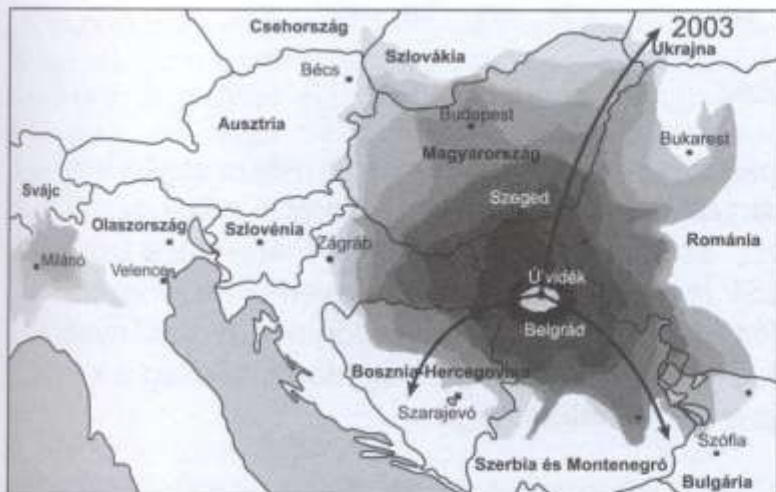 Csehország
2003
Ukrajna
Szlovákia
Bécs
Budapest
Ausztria
Bukarest
Magyarország
Svájc
Szeged
Olaszország
Szlovénia
Zágráb
Románia
Milánó
Velence
Újvidék
Belgrád
Bosznia-Hercegovina
Szarajevó
Szófia
Szerbia és Montenegró
Bulgária